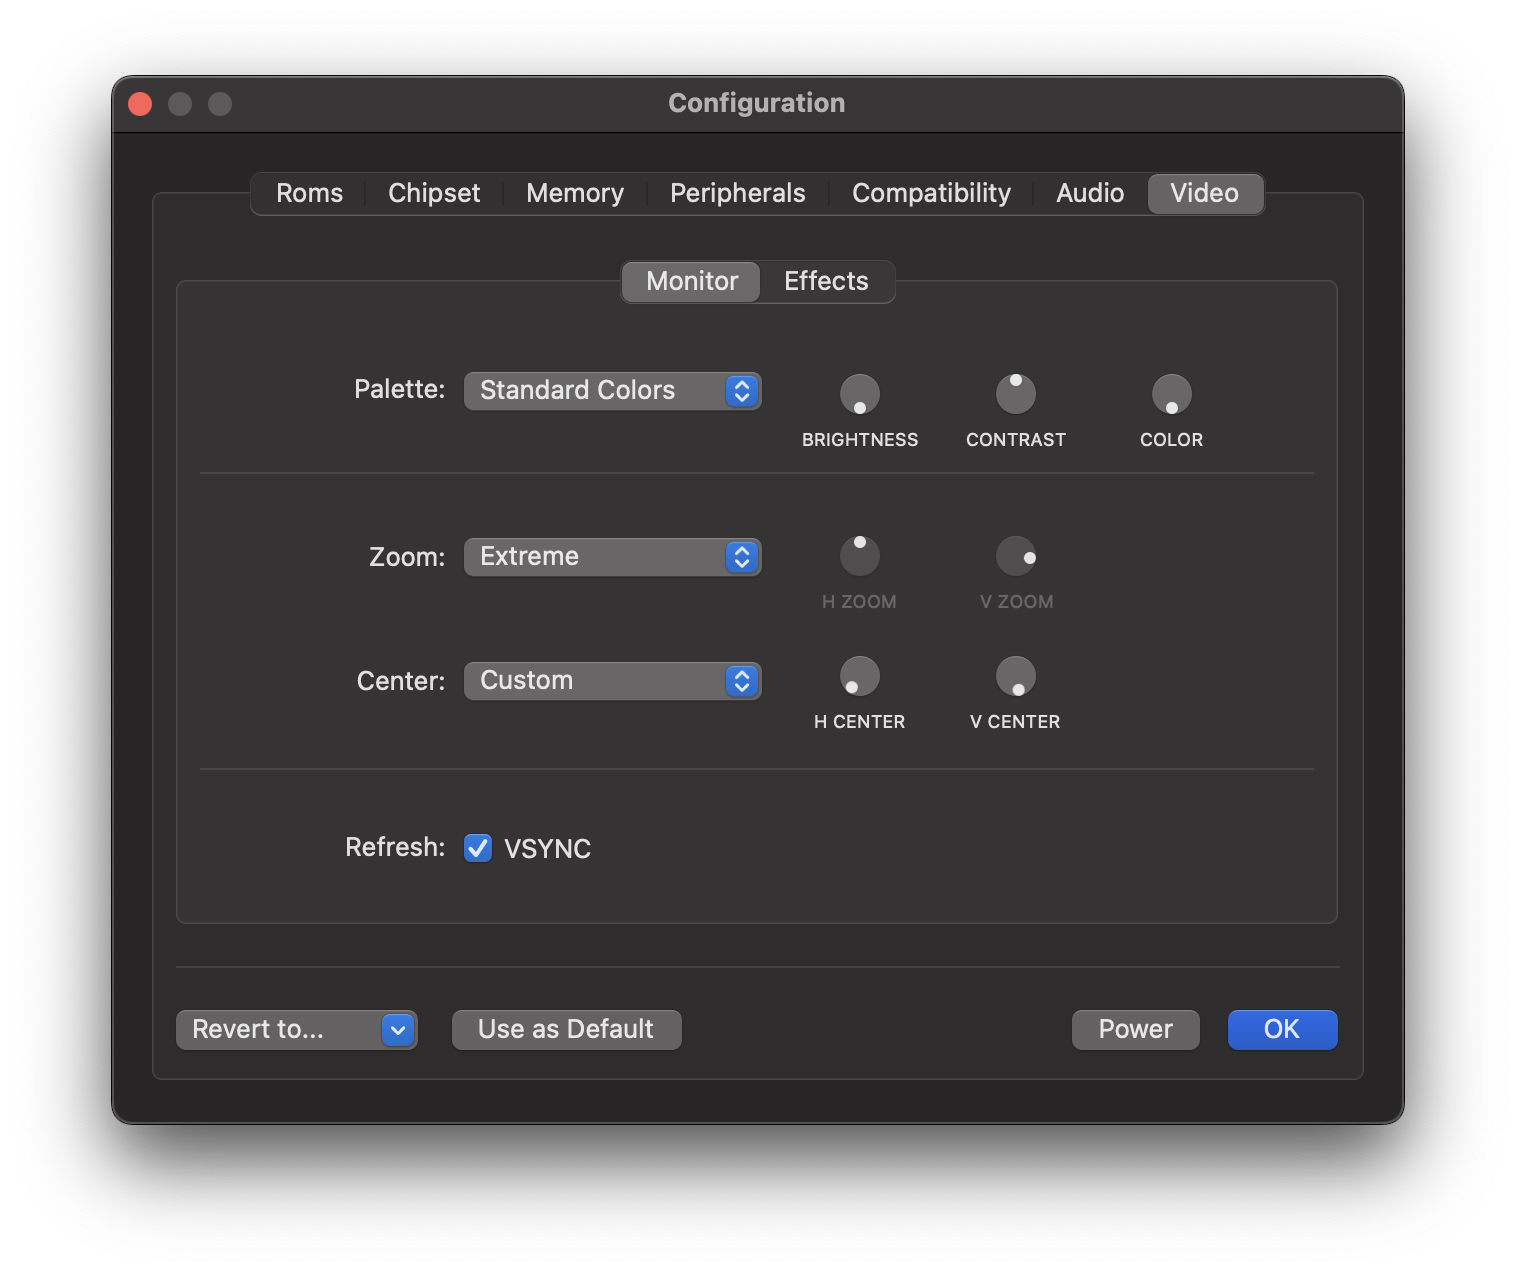 Configuration
Roms Chipset Memory Peripherals Compatibility Audio Video
Monitor Effects
Palette: Standard Colors
BRIGHTNESS CONTRAST COLOR
Zoom: Extreme
H ZOOM V ZOOM
Center: Custom
H CENTER V CENTER
Refresh: VSYNC
Revert to... Use as Default Power OK